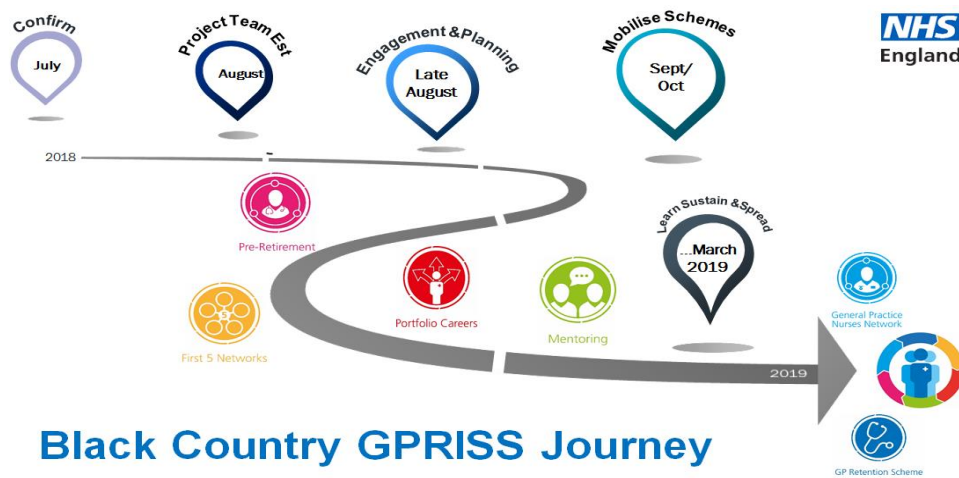 Confirm
July
Project Team Est
August
Engagement &Planning
Late
August
Mobilise Schemes
Sept/
Oct
NHS
England
2018
Pre-Retirement
Learn Sustain &Spread
...March
2019
First 5 Networks
5
Portfolio Careers
Mentoring
General Practice
Nurses Network
2019
Black Country GPRISS Journey
GP Retention Scheme